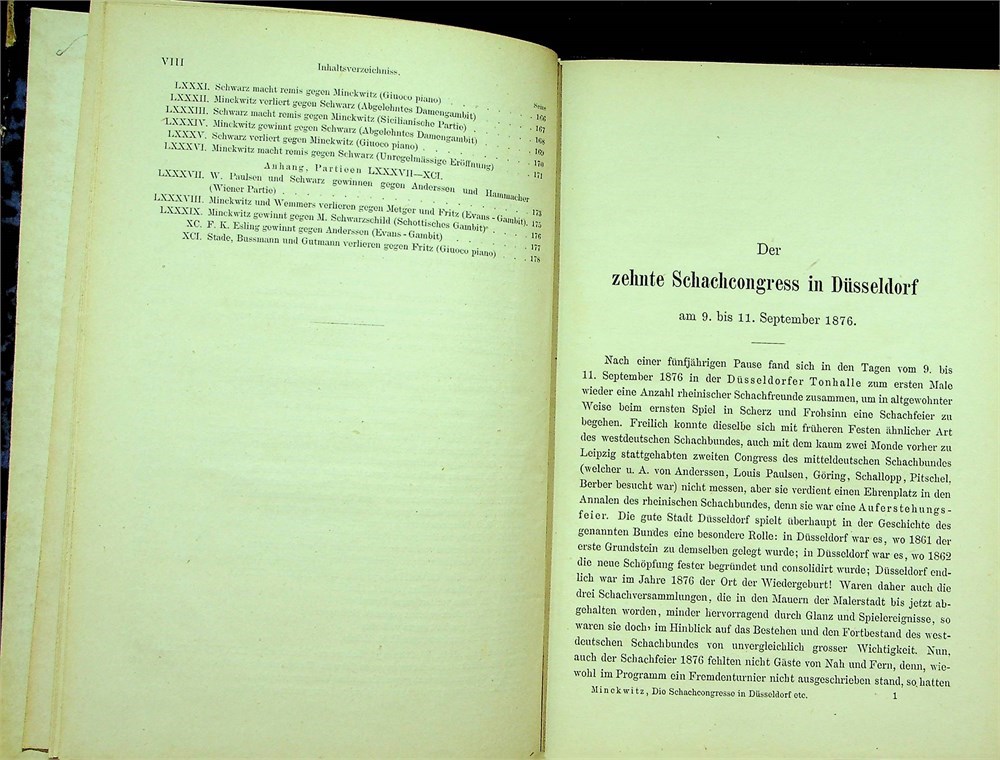 VIII
Inhaltsverzeichniss.
Seite
LXXXI. Schwarz macht remis gegen Minckwitz (Giuoco piano) . . . . . . 166
LXXXII. Minckwitz verliert gegen Schwarz (Abgelehntes Damengambit) . . . 167
LXXXIII. Schwarz macht remis gegen Minckwitz (Sicilianische Partie) . . . . 168
LXXXIV. Minckwitz gewinnt gegen Schwarz (Abgelehntes Damengambit) . . . 169
LXXXV. Schwarz verliert gegen Minckwitz (Giuoco piano) . . . . . . 170
LXXXVI. Minckwitz macht remis gegen Schwarz (Unregelmässige Eröffnung) . 171
Anhang, Partieen LXXXVII—XCI.
LXXXVII. W. Paulsen und Schwarz gewinnen gegen Anderssen und Hammacher
(Wiener Partie) . . . . . . . . . . . . . . . . 173
LXXXVIII. Minckwitz und Wemmers verlieren gegen Metger und Fritz (Evans-Gambit). 175
LXXXIX. Minckwitz gewinnt gegen M. Schwarzschild (Schottisches Gambit) . . . . 176
XC. F. K. Esling gewinnt gegen Anderssen (Evans-Gambit) . . . . . 177
XCI. Stade, Bussmann und Gutmann verlieren gegen Fritz (Giuoco piano) . . . 178
Der
zehnte Schachcongress in Düsseldorf
am 9. bis 11. September 1876.
Nach einer fünfjährigen Pause fand sich in den Tagen vom 9. bis
11. September 1876 in der Düsseldorfer Tonhalle zum ersten Male
wieder eine Anzahl rheinischer Schachfreunde zusammen, um in altgewohnter
Weise beim ernsten Spiel in Scherz und Frohsinn eine Schachfeier zu
begehen. Freilich konnte dieselbe sich mit früheren Festen ähnlicher Art
des westdeutschen Schachbundes, auch mit dem kaum zwei Monde vorher zu
Leipzig stattgehabten zweiten Congress des mitteldeutschen Schachbundes
(welcher u. A. von Anderssen, Louis Paulsen, Göring, Schallopp, Pitschel,
Berber besucht war) nicht messen, aber sie verdient einen Ehrenplatz in den
Annalen des rheinischen Schachbundes, denn sie war eine Auferstehungs-
feier. Die gute Stadt Düsseldorf spielt überhaupt in der Geschichte des
genannten Bundes eine besondere Rolle: in Düsseldorf war es, wo 1861 der
erste Grundstein zu demselben gelegt wurde; in Düsseldorf war es, wo 1862
die neue Schöpfung fester begründet und consolidirt wurde; Düsseldorf end-
lich war im Jahre 1876 der Ort der Wiedergeburt! Waren daher auch die
drei Schachversammlungen, die in den Mauern der Malerstadt bis jetzt ab-
gehalten worden, minder hervorragend durch Glanz und Spielereignisse, so
waren sie doch, im Hinblick auf das Bestehen und den Fortbestand des west-
deutschen Schachbundes von unvergleichlich grosser Wichtigkeit. Nun,
auch der Schachfeier 1876 fehlten nicht Gäste von Nah und Fern, denn, wie-
wohl im Programm ein Fremdenturnier nicht ausgeschrieben stand, so hatten
Minckwitz, Die Schachcongresse in Düsseldorf etc. 1